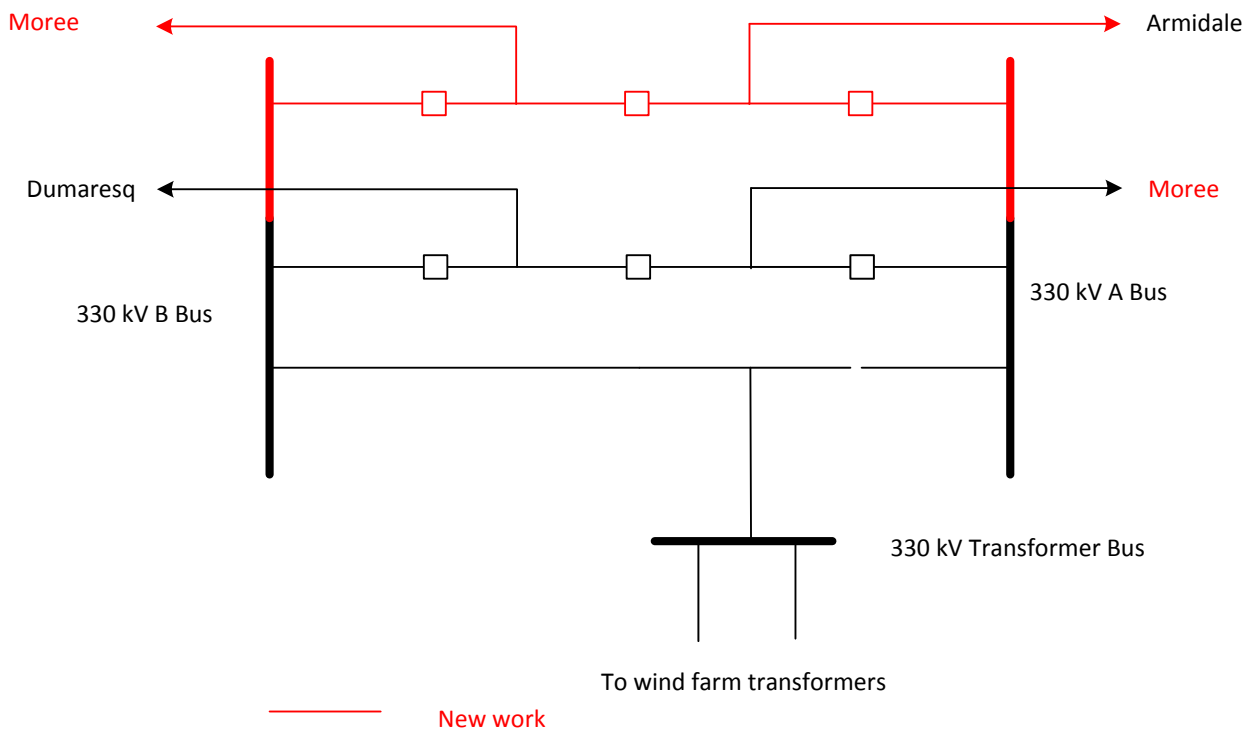 Moree
Armidale
Dumaresq
Moree
330 kV A Bus
330 kV B Bus
330 kV Transformer Bus
To wind farm transformers
New work